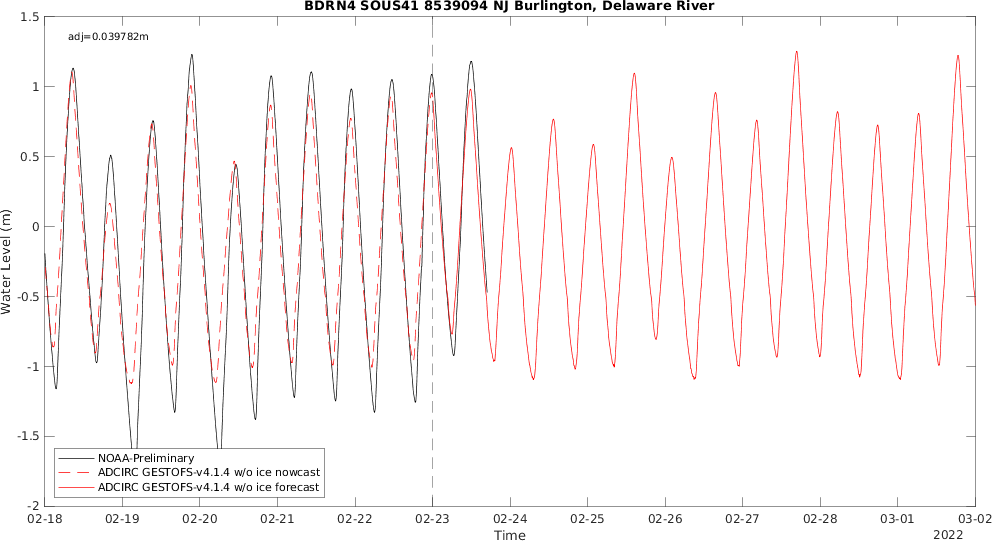 BDRN4 SOUS41 8539094 NJ Burlington, Delaware River
adj=0.039782m
1.5
1
0.5
0
-0.5
-1
-1.5
-2
Water Level (m)
NOAA-Preliminary
ADCIRC GESTOFS-v4.1.4 w/o ice nowcast
ADCIRC GESTOFS-v4.1.4 w/o ice forecast
02-18 02-19 02-20 02-21 02-22 02-23 02-24 02-25 02-26 02-27 02-28 03-01 03-02
Time
2022